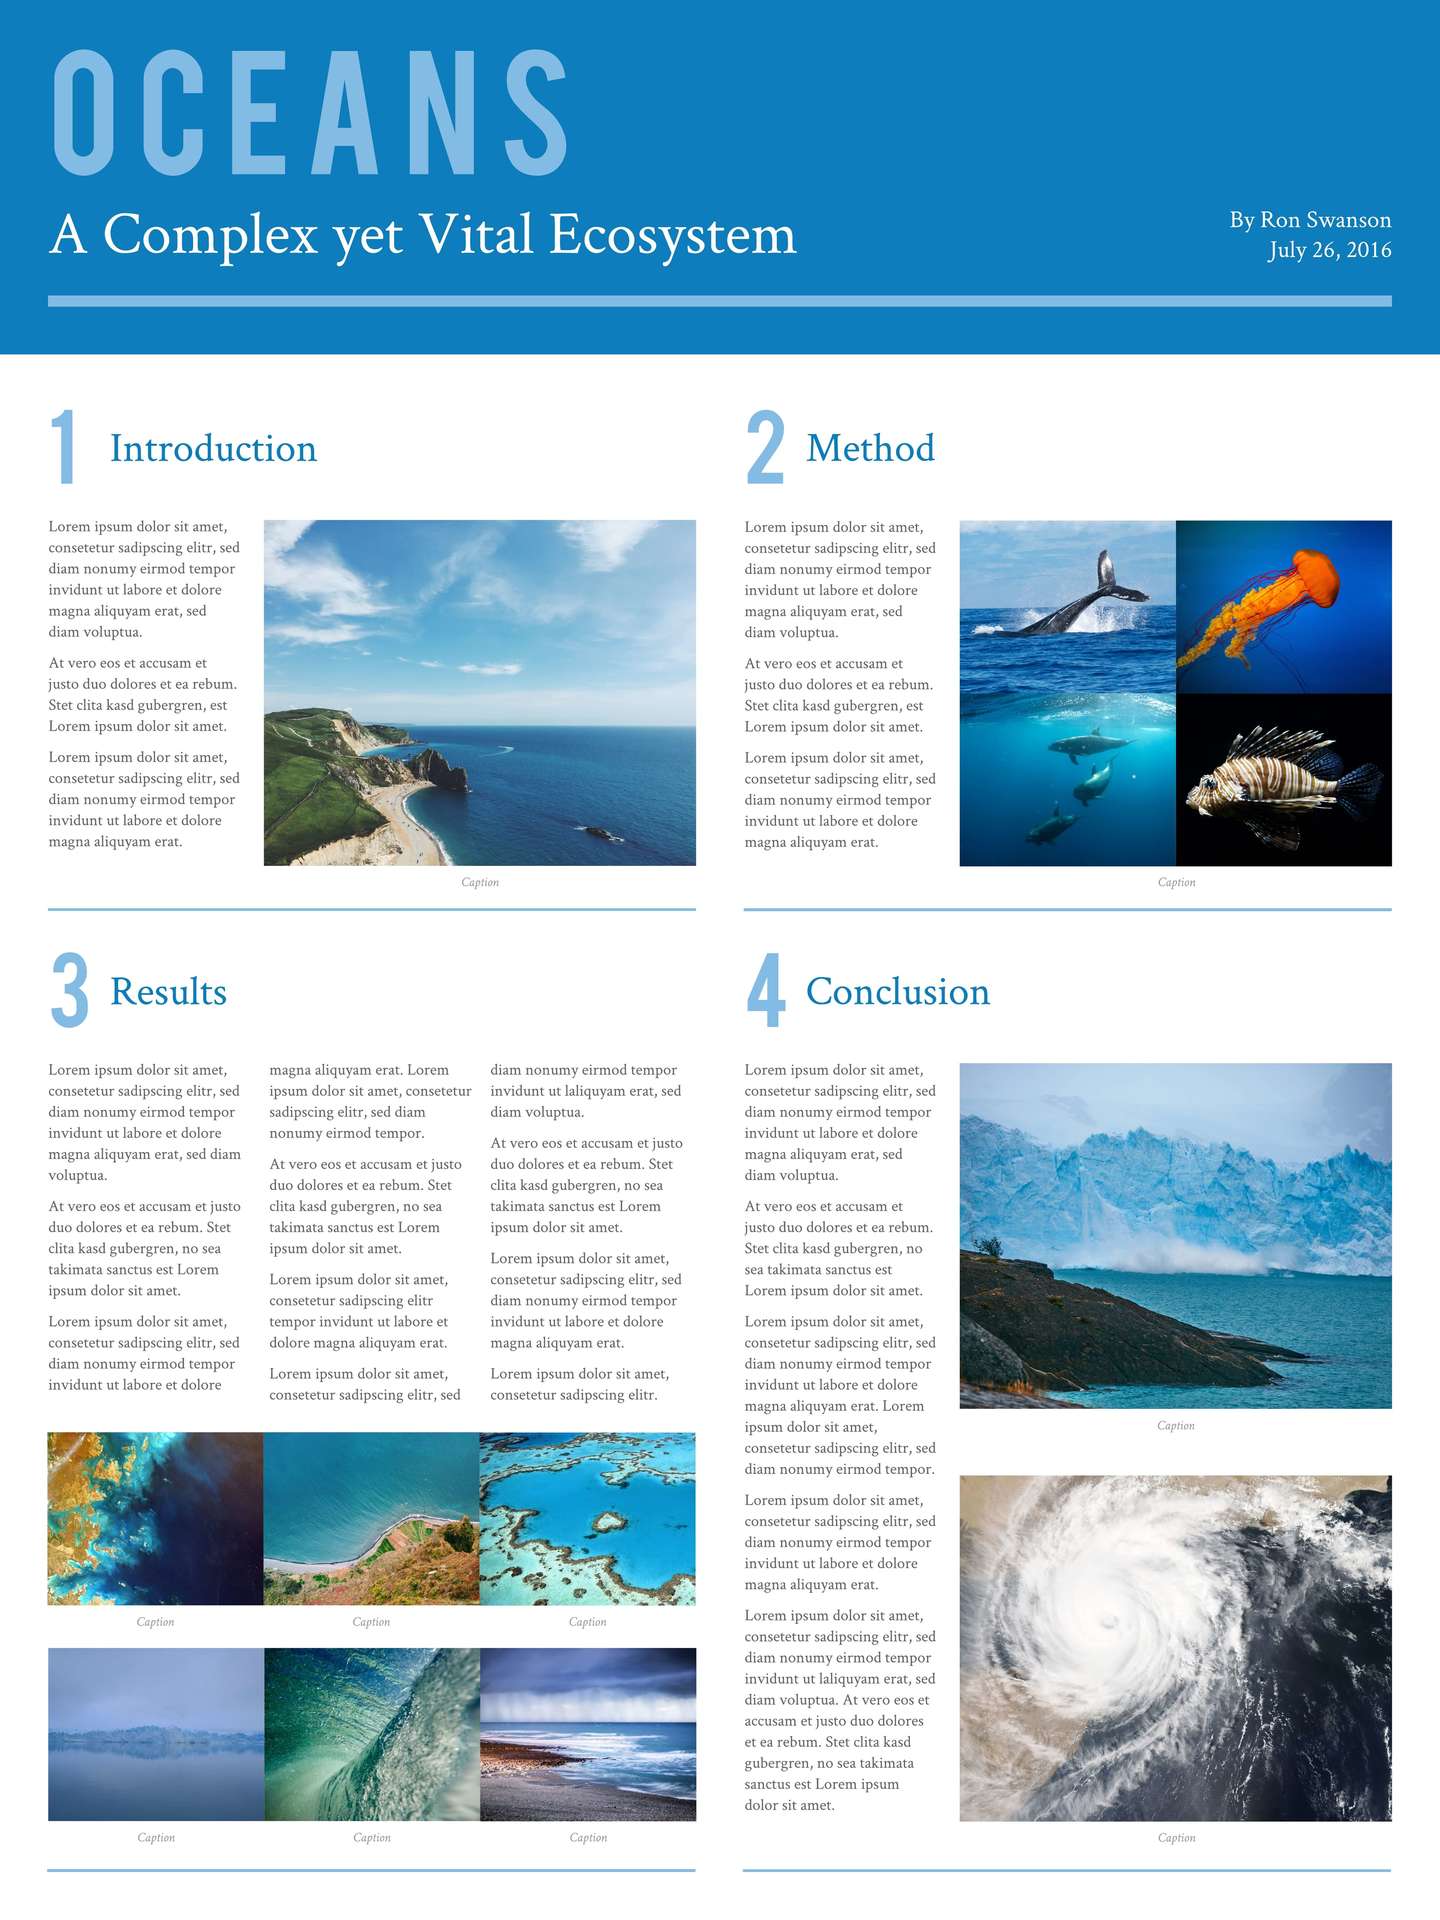 OCEANS
A Complex yet Vital Ecosystem
By Ron Swanson
July 26, 2016
1 Introduction
Lorem ipsum dolor sit amet,
consetetur sadipscing elitr, sed
diam nonumy eirmod tempor
invidunt ut labore et dolore
magna aliquyam erat, sed
diam voluptua.
At vero eos et accusam et
justo duo dolores et ea rebum.
Stet clita kasd gubergren, est
Lorem ipsum dolor sit amet.
Lorem ipsum dolor sit amet,
consetetur sadipscing elitr, sed
diam nonumy eirmod tempor
invidunt ut labore et dolore
magna aliquyam erat.
Caption
2 Method
Lorem ipsum dolor sit amet,
consetetur sadipscing elitr, sed
diam nonumy eirmod tempor
invidunt ut labore et dolore
magna aliquyam erat, sed
diam voluptua.
At vero eos et accusam et
justo duo dolores et ea rebum.
Stet clita kasd gubergren, est
Lorem ipsum dolor sit amet.
Lorem ipsum dolor sit amet,
consetetur sadipscing elitr, sed
diam nonumy eirmod tempor
invidunt ut labore et dolore
magna aliquyam erat.
Caption
3 Results
Lorem ipsum dolor sit amet,
consetetur sadipscing elitr, sed
diam nonumy eirmod tempor
invidunt ut labore et dolore
magna aliquyam erat, sed diam
voluptua.
At vero eos et accusam et justo
duo dolores et ea rebum. Stet
clita kasd gubergren, no sea
takimata sanctus est Lorem
ipsum dolor sit amet.
Lorem ipsum dolor sit amet,
consetetur sadipscing elitr, sed
diam nonumy eirmod tempor
invidunt ut labore et dolore
magna aliquyam erat. Lorem
ipsum dolor sit amet, consetetur
sadipscing elitr, sed diam
nonumy eirmod tempor.
At vero eos et accusam et justo
duo dolores et ea rebum. Stet
clita kasd gubergren, no sea
takimata sanctus est Lorem
ipsum dolor sit amet.
Lorem ipsum dolor sit amet,
consetetur sadipscing elitr
tempor invidunt ut labore et
dolore magna aliquyam erat.
Lorem ipsum dolor sit amet,
consetetur sadipscing elitr, sed
diam nonumy eirmod tempor
invidunt ut laliquyam erat, sed
diam voluptua.
At vero eos et accusam et justo
duo dolores et ea rebum. Stet
clita kasd gubergren, no sea
takimata sanctus est Lorem
ipsum dolor sit amet.
Lorem ipsum dolor sit amet,
consetetur sadipscing elitr, sed
diam nonumy eirmod tempor
invidunt ut labore et dolore
magna aliquyam erat.
Lorem ipsum dolor sit amet,
consetetur sadipscing elitr.
Caption
Caption
Caption
Caption
Caption
Caption
4 Conclusion
Lorem ipsum dolor sit amet,
consetetur sadipscing elitr, sed
diam nonumy eirmod tempor
invidunt ut labore et dolore
magna aliquyam erat, sed
diam voluptua.
At vero eos et accusam et
justo duo dolores et ea rebum.
Stet clita kasd gubergren, no
sea takimata sanctus est
Lorem ipsum dolor sit amet.
Lorem ipsum dolor sit amet,
consetetur sadipscing elitr, sed
diam nonumy eirmod tempor
invidunt ut labore et dolore
magna aliquyam erat. Lorem
ipsum dolor sit amet,
consetetur sadipscing elitr, sed
diam nonumy eirmod tempor.
Lorem ipsum dolor sit amet,
consetetur sadipscing elitr, sed
diam nonumy eirmod tempor
invidunt ut labore et dolore
magna aliquyam erat.
Lorem ipsum dolor sit amet,
consetetur sadipscing elitr, sed
diam nonumy eirmod tempor
invidunt ut laliquyam erat, sed
diam voluptua. At vero eos et
accusam et justo duo dolores
et ea rebum. Stet clita kasd
gubergren, no sea takimata
sanctus est Lorem ipsum
dolor sit amet.
Caption
Caption